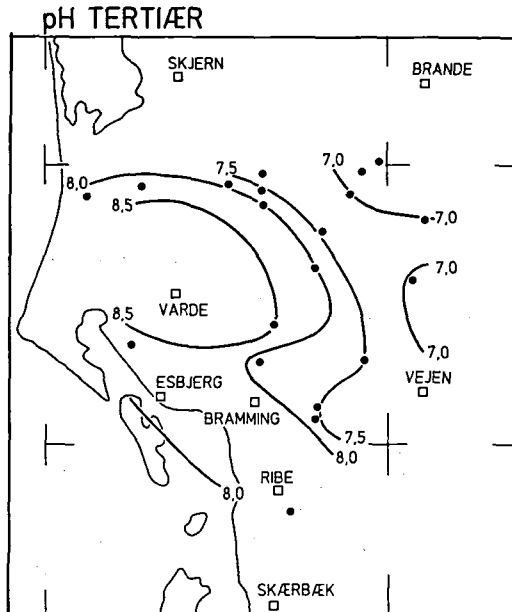 pH TERTIÆR
SKJERN
BRANDE
7,5
7,0
8,0
8,5
-7,0
7,0
VARDE
8,5
7,0
VEJEN
ESBJERG
BRAMMING
7,5
8,0
RIBE
8,0
SKÆRBÆK